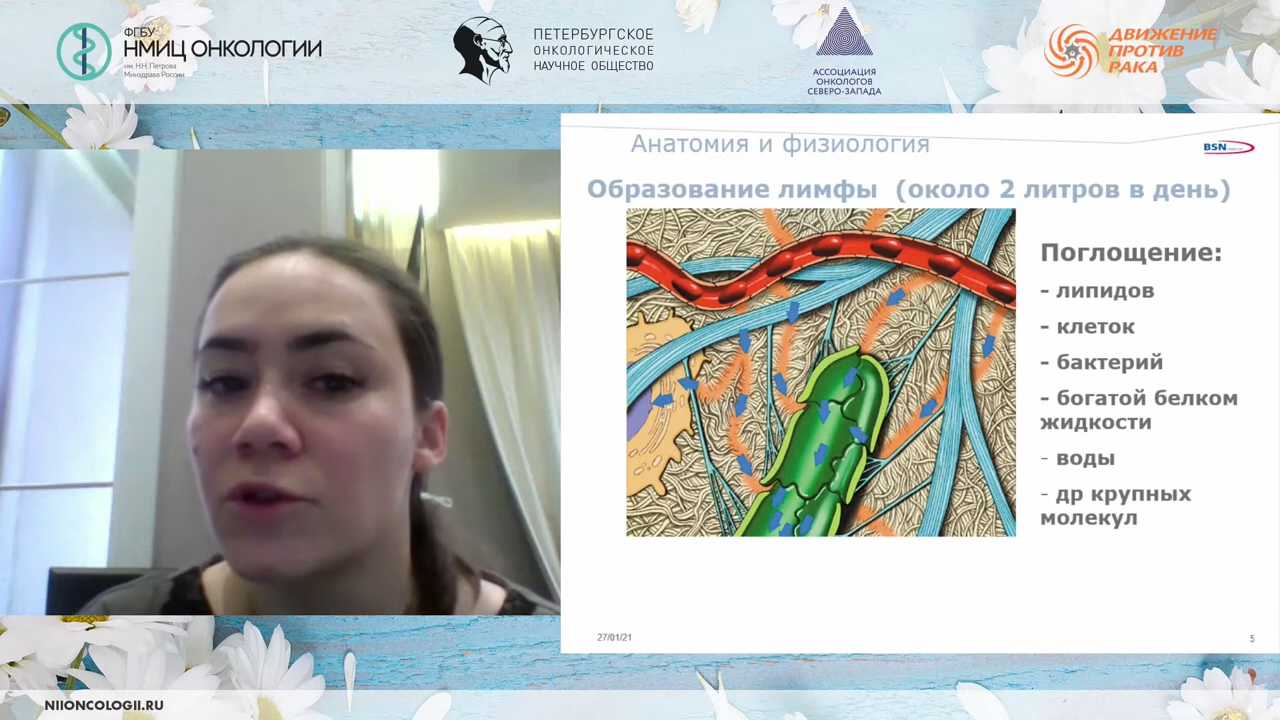 ФГБУ
НМИЦ ОНКОЛОГИИ
им. Н.Н. Петрова
Минздрава России
ПЕТЕРБУРГСКОЕ
ОНКОЛОГИЧЕСКОЕ
НАУЧНОЕ ОБЩЕСТВО
АССОЦИАЦИЯ
ОНКОЛОГОВ
СЕВЕРО-ЗАПАДА
ДВИЖЕНИЕ
ПРОТИВ
РАКА
Анатомия и физиология
BSN
Образование лимфы (около 2 литров в день)
Поглощение:
- липидов
- клеток
- бактерий
- богатой белком
жидкости
- воды
- др крупных
молекул
27/01/21
5
NIIONCOLOGII.RU